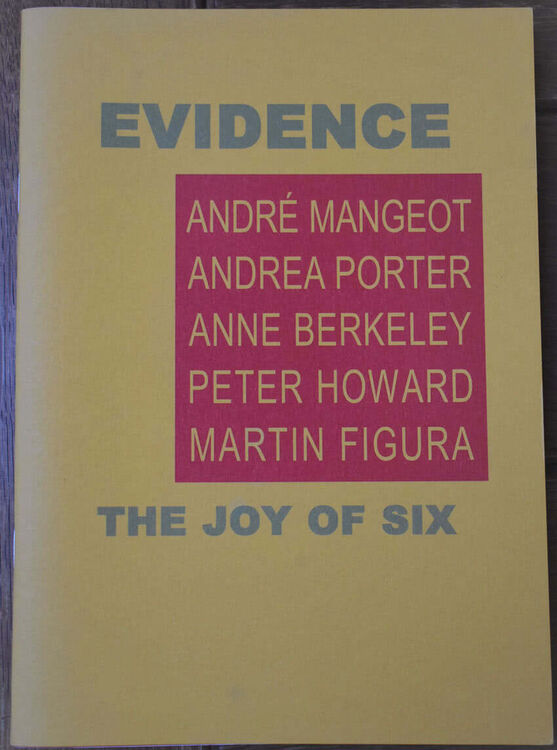 EVIDENCE
ANDRÉ MANGEOT
ANDREA PORTER
ANNE BERKELEY
PETER HOWARD
MARTIN FIGURA
THE JOY OF SIX